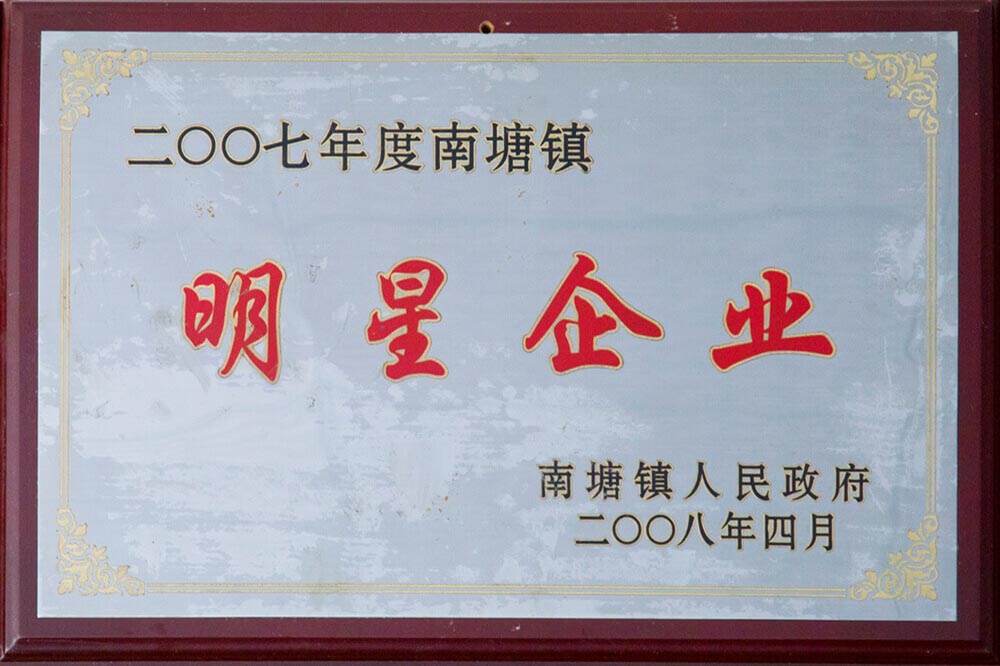 二〇〇七年度南塘镇
明星企业
南塘镇人民政府
二〇〇八年四月